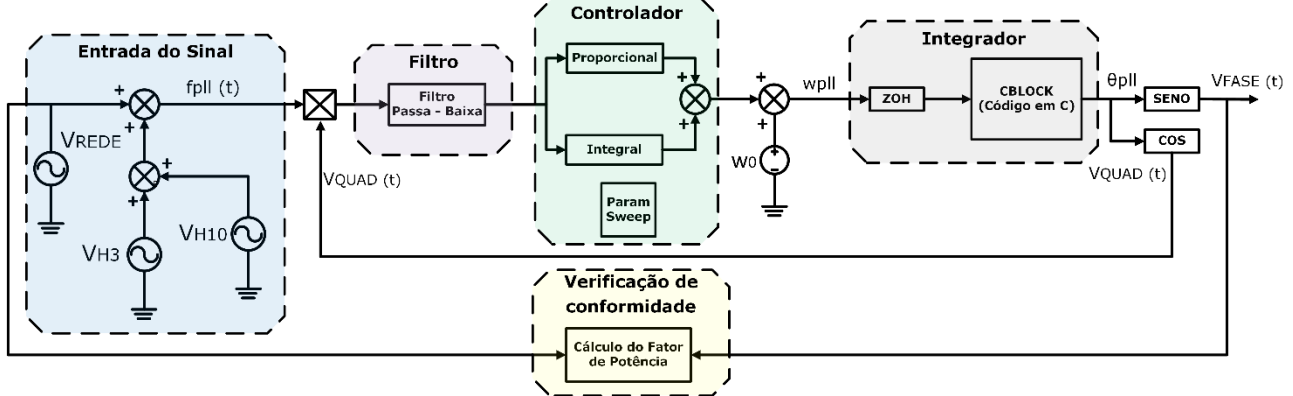 Entrada do Sinal
fpll (t)
+
+
VREDE
+
+
VH3
VH10
VQUAD (t)
Filtro
Filtro
Passa - Baixa
Controlador
Proporcional
+
+
Integral
Param
Sweep
+
+
W0
+
-
wpll
Integrador
ZOH
CBLOCK
(Código em C)
θpll
SENO
VFASE (t)
COS
VQUAD (t)
Verificação de
conformidade
Cálculo do Fator
de Potência